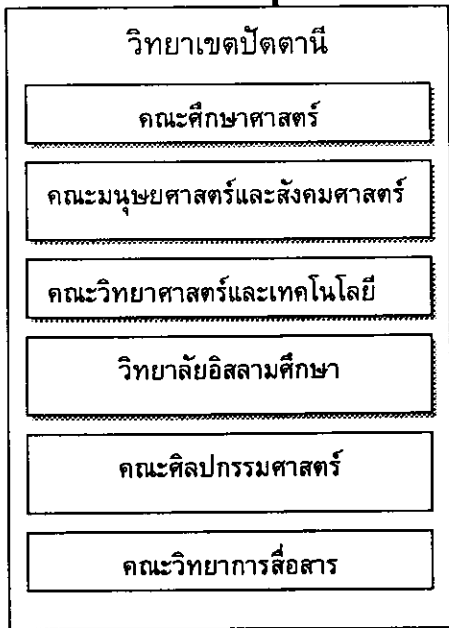 วิทยาเขตปัตตานี
คณะศึกษาศาสตร์
คณะมนุษยศาสตร์และสังคมศาสตร์
คณะวิทยาศาสตร์และเทคโนโลยี
วิทยาลัยอิสลามศึกษา
คณะศิลปกรรมศาสตร์
คณะวิทยาการสื่อสาร